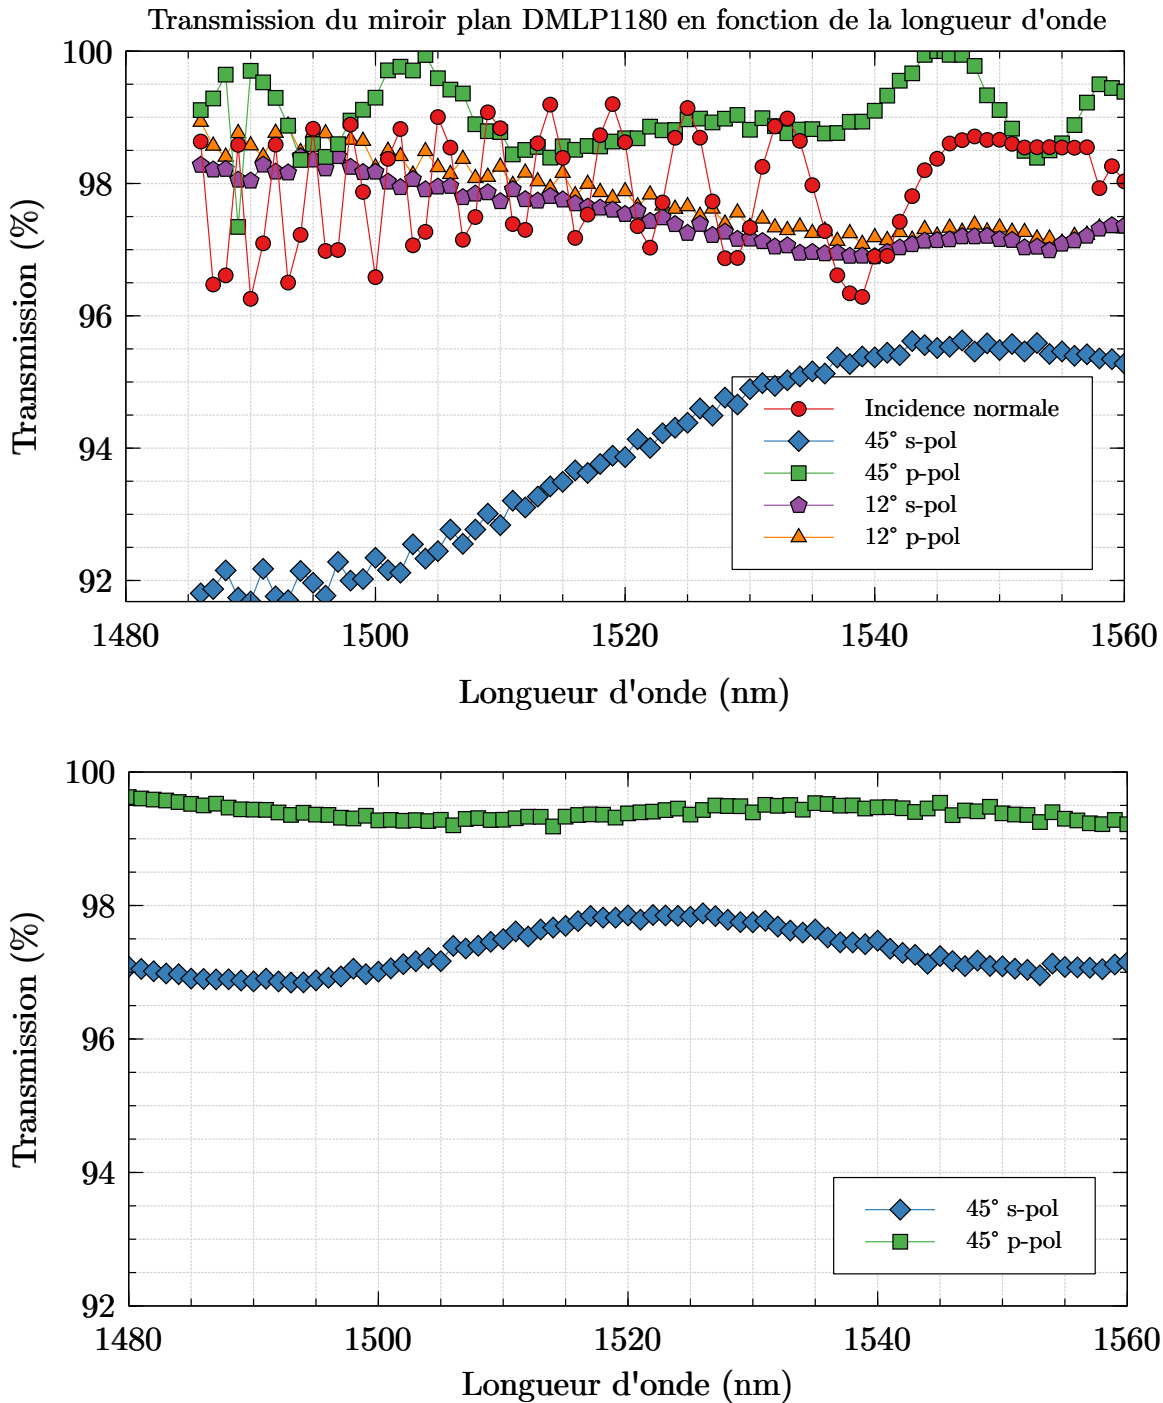 Transmission du miroir plan DMLP1180 en fonction de la longueur d'onde
100
98
96
94
92
Transmission (%)
Incidence normale
45° s-pol
45° p-pol
12° s-pol
12° p-pol
1480 1500 1520 1540 1560
Longueur d'onde (nm)
100
98
96
94
92
Transmission (%)
45° s-pol
45° p-pol
1480 1500 1520 1540 1560
Longueur d'onde (nm)